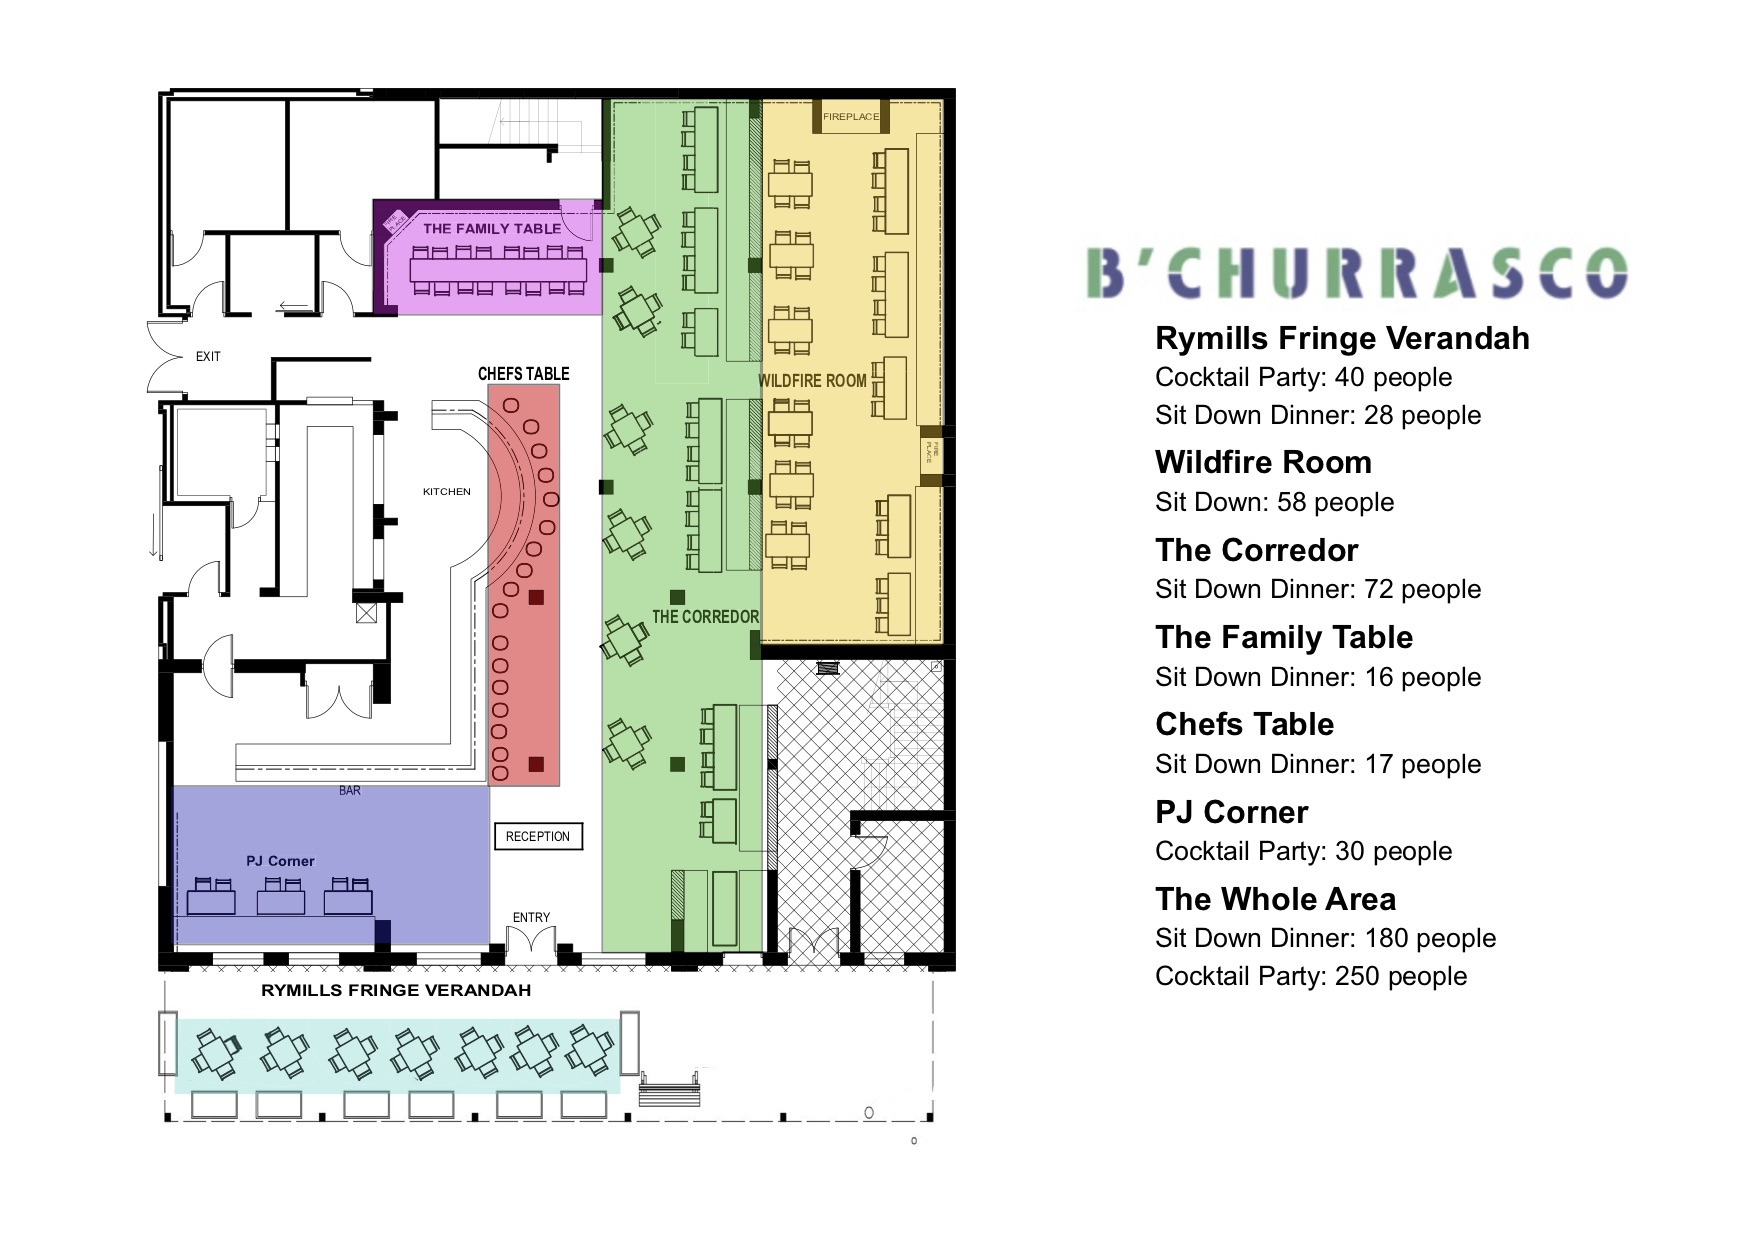 FIREPLACE
FIRE
PLACE
THE FAMILY TABLE
EXIT
CHEFS TABLE
WILDFIRE ROOM
FIRE
PLACE
KITCHEN
THE CORREDOR
BAR
RECEPTION
PJ Corner
ENTRY
RYMILLS FRINGE VERANDAH
B'CHURRASCO
Rymills Fringe Verandah
Cocktail Party: 40 people
Sit Down Dinner: 28 people
Wildfire Room
Sit Down: 58 people
The Corredor
Sit Down Dinner: 72 people
The Family Table
Sit Down Dinner: 16 people
Chefs Table
Sit Down Dinner: 17 people
PJ Corner
Cocktail Party: 30 people
The Whole Area
Sit Down Dinner: 180 people
Cocktail Party: 250 people